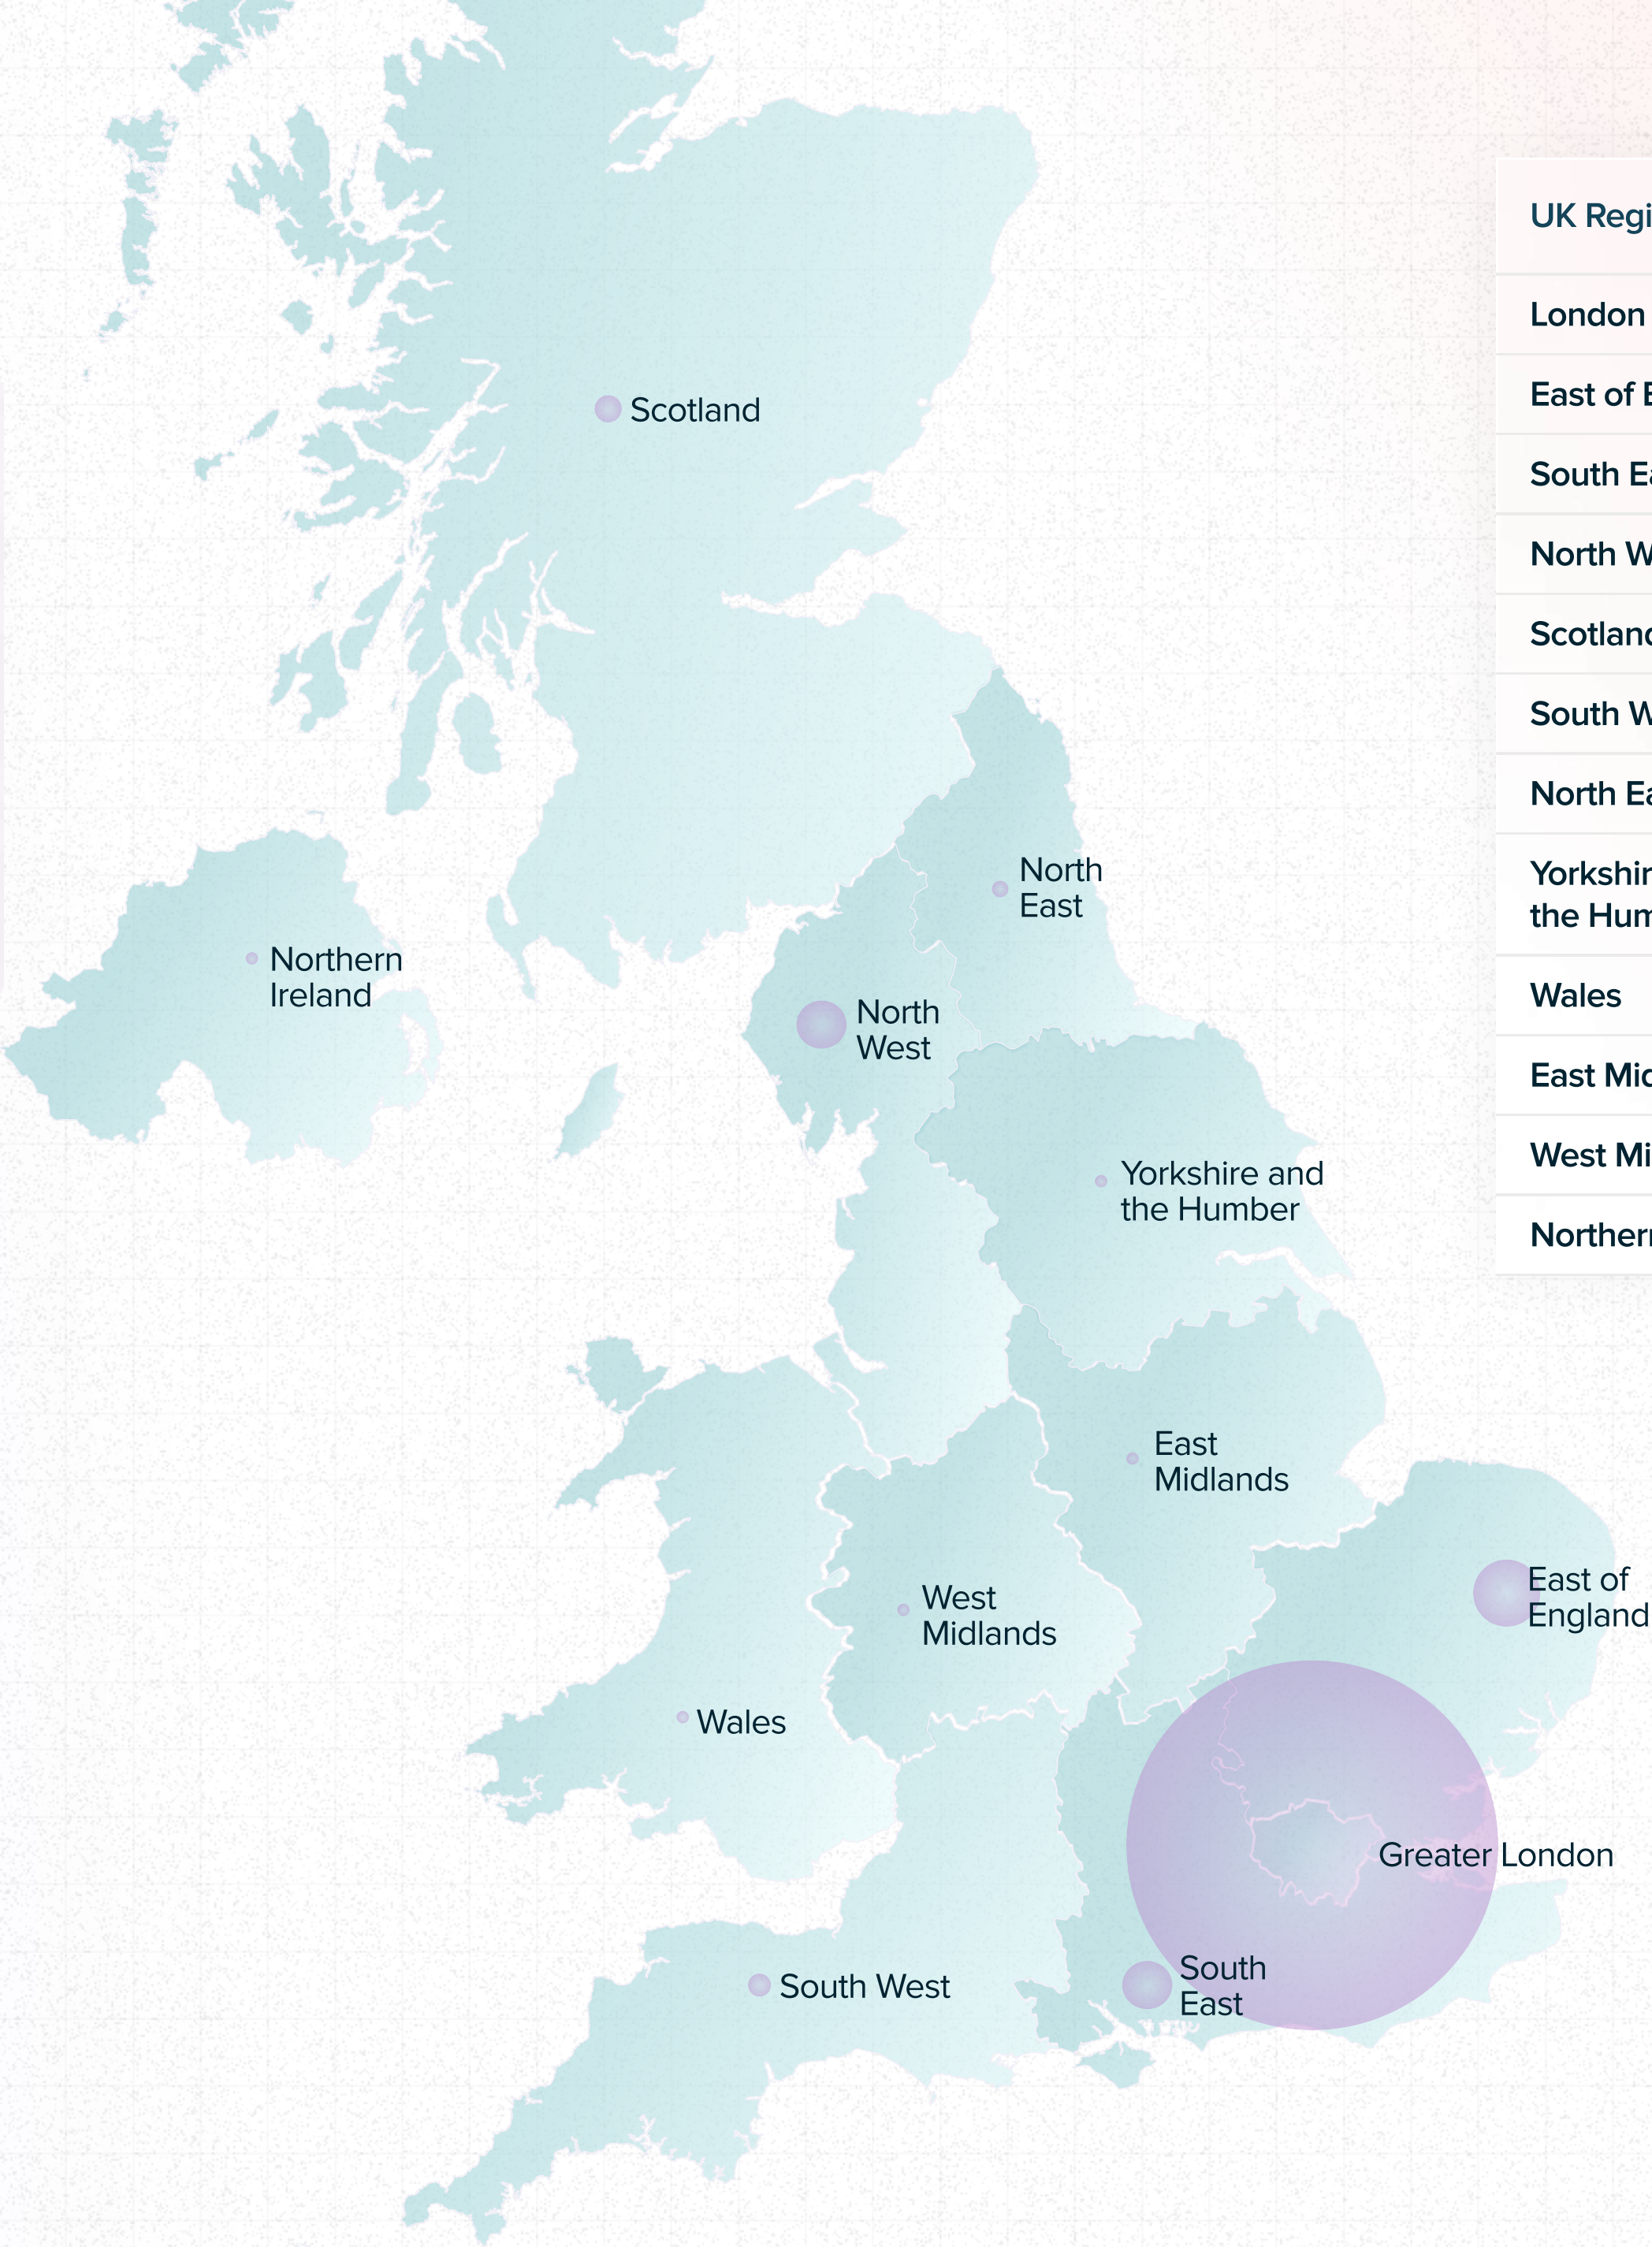 Scotland
North
East
Northern
Ireland
North
West
Yorkshire and
the Humber
East
Midlands
East of
England
West
Midlands
Wales
Greater London
South
East
South West
UK Regi
London
East of E
South Ea
North W
Scotland
South W
North Ea
Yorkshir
the Hum
Wales
East Mid
West Mi
Northern